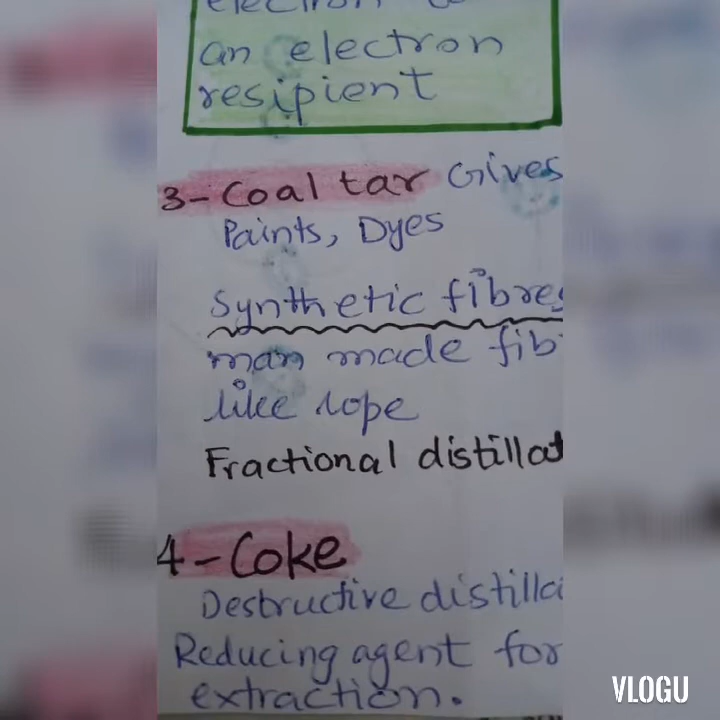 electron
an electron
resipient
3-Coal tar Gives
Paints, Dyes
Synthetic fibres
man made fib
like rope
Fractional distillat
4-Coke
Destructive distilla
Reducing agent for
extraction.
VLOGU